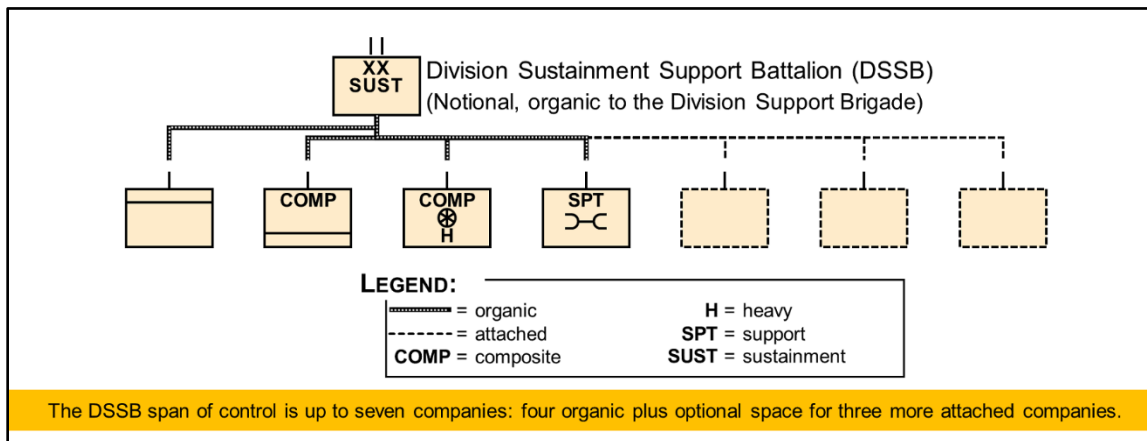 XX
SUST
Division Sustainment Support Battalion (DSSB)
(Notional, organic to the Division Support Brigade)
COMP
COMP
H
SPT
LEGEND:
= organic
= attached
COMP = composite
H = heavy
SPT = support
SUST = sustainment
The DSSB span of control is up to seven companies: four organic plus optional space for three more attached companies.